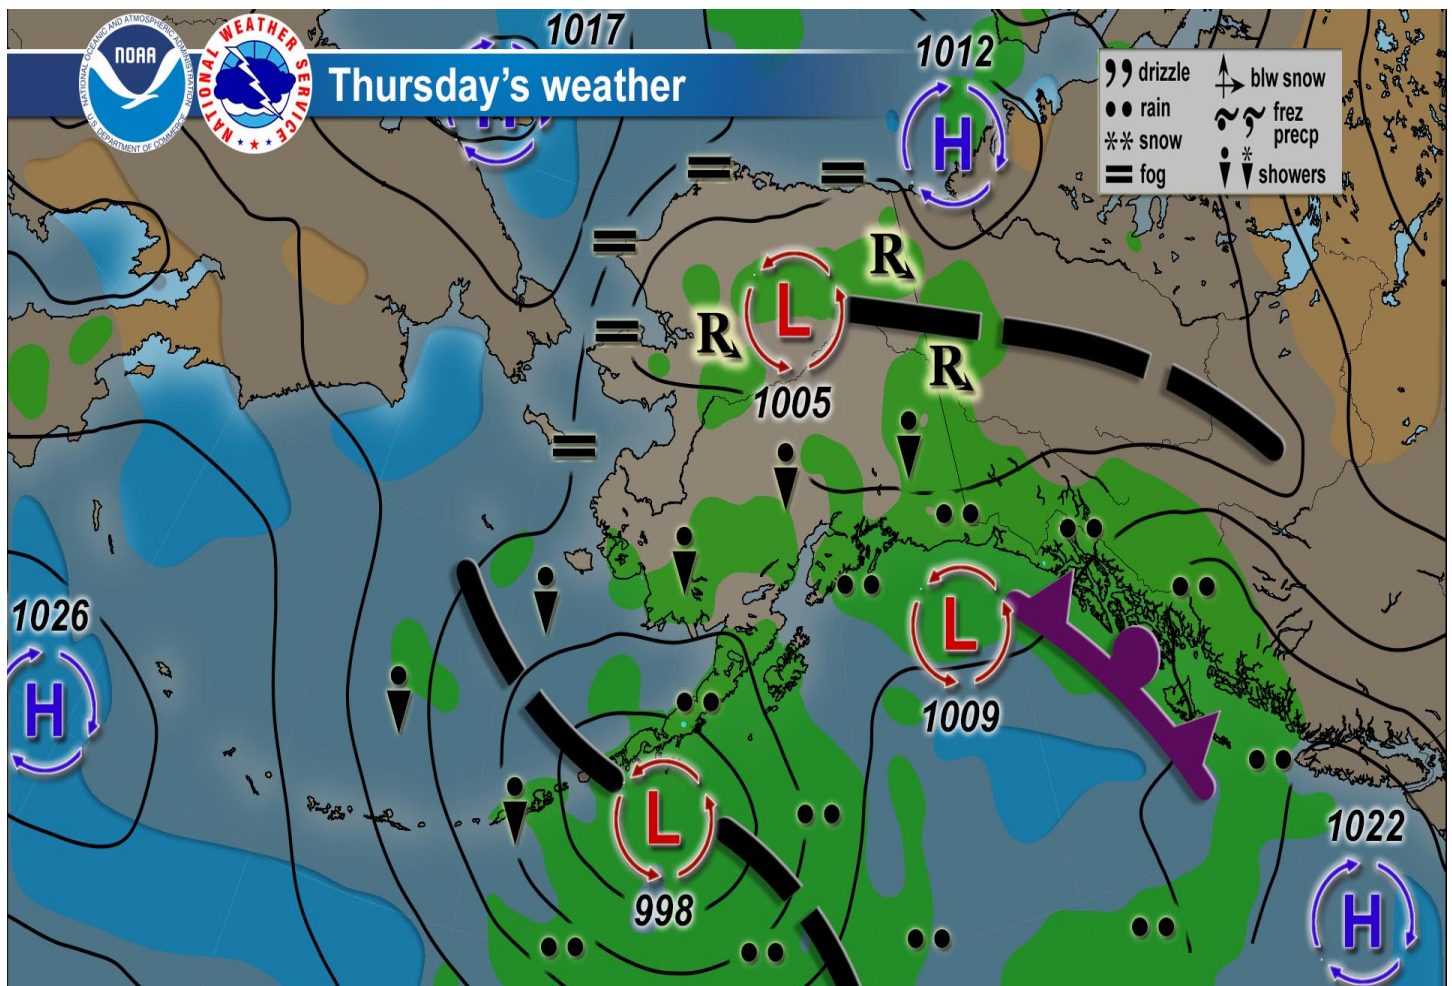 1017
1012
NATIONAL OCEANIC AND ATMOSPHERIC ADMINISTRATION
NOAA
U.S. DEPARTMENT OF COMMERCE
NATIONAL WEATHER SERVICE
Thursday's weather
H
H
drizzle
blw snow
rain
frez
precp
snow
fog
showers
R
L
R
R
1005
1026
H
L
1009
L
998
1022
H